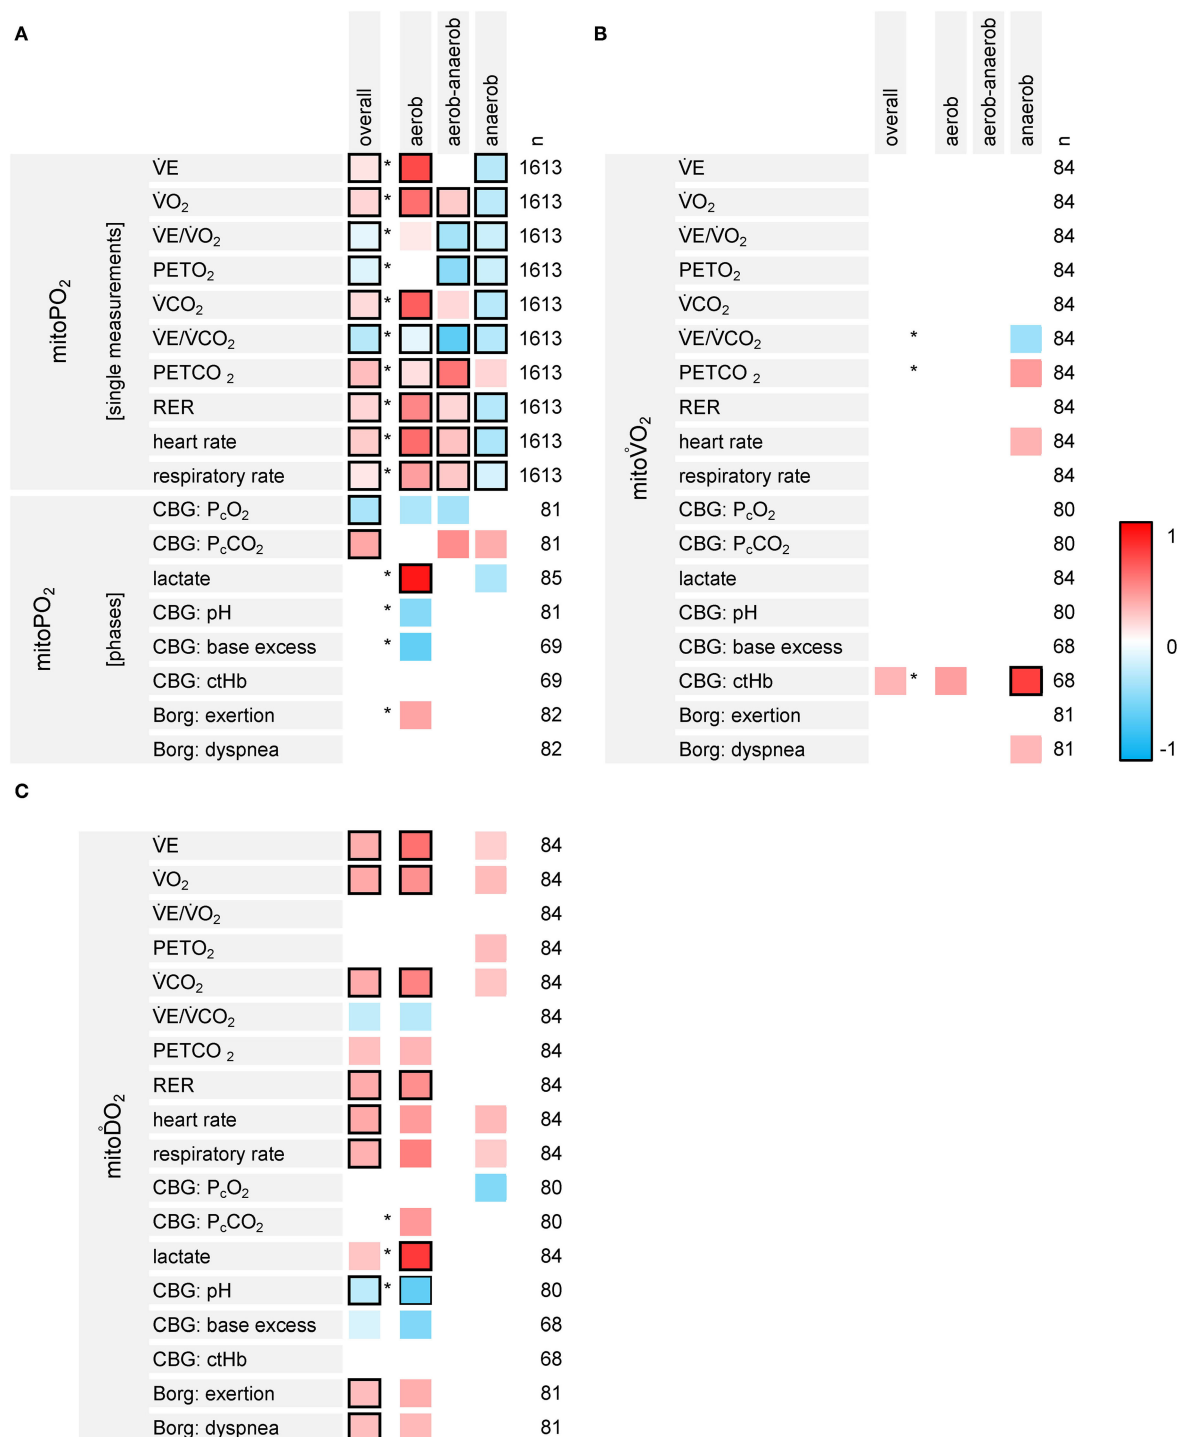 A
overall
aerob
aerob-anaerob
anaerob
n
mitoPO2
[single measurements]
V̇E * 1613
V̇O2 * 1613
V̇E/V̇O2 * 1613
PETO2 * 1613
V̇CO2 * 1613
V̇E/V̇CO2 * 1613
PETCO 2 * 1613
RER * 1613
heart rate * 1613
respiratory rate * 1613
mitoPO2
[phases]
CBG: PcO2 81
CBG: PcCO2 81
lactate * 85
CBG: pH * 81
CBG: base excess * 69
CBG: ctHb 69
Borg: exertion * 82
Borg: dyspnea 82
B
overall
aerob
aerob-anaerob
anaerob
n
mitoV̊O2
V̇E 84
V̇O2 84
V̇E/V̇O2 84
PETO2 84
V̇CO2 84
V̇E/V̇CO2 * 84
PETCO 2 * 84
RER 84
heart rate 84
respiratory rate 84
CBG: PcO2 80
CBG: PcCO2 80
lactate 84
CBG: pH 80
CBG: base excess 68
CBG: ctHb * 68
Borg: exertion 81
Borg: dyspnea 81
1
0
-1
C
mitoD̊O2
V̇E 84
V̇O2 84
V̇E/V̇O2 84
PETO2 84
V̇CO2 84
V̇E/V̇CO2 84
PETCO 2 84
RER 84
heart rate 84
respiratory rate 84
CBG: PcO2 80
CBG: PcCO2 * 80
lactate * 84
CBG: pH * 80
CBG: base excess 68
CBG: ctHb 68
Borg: exertion 81
Borg: dyspnea 81